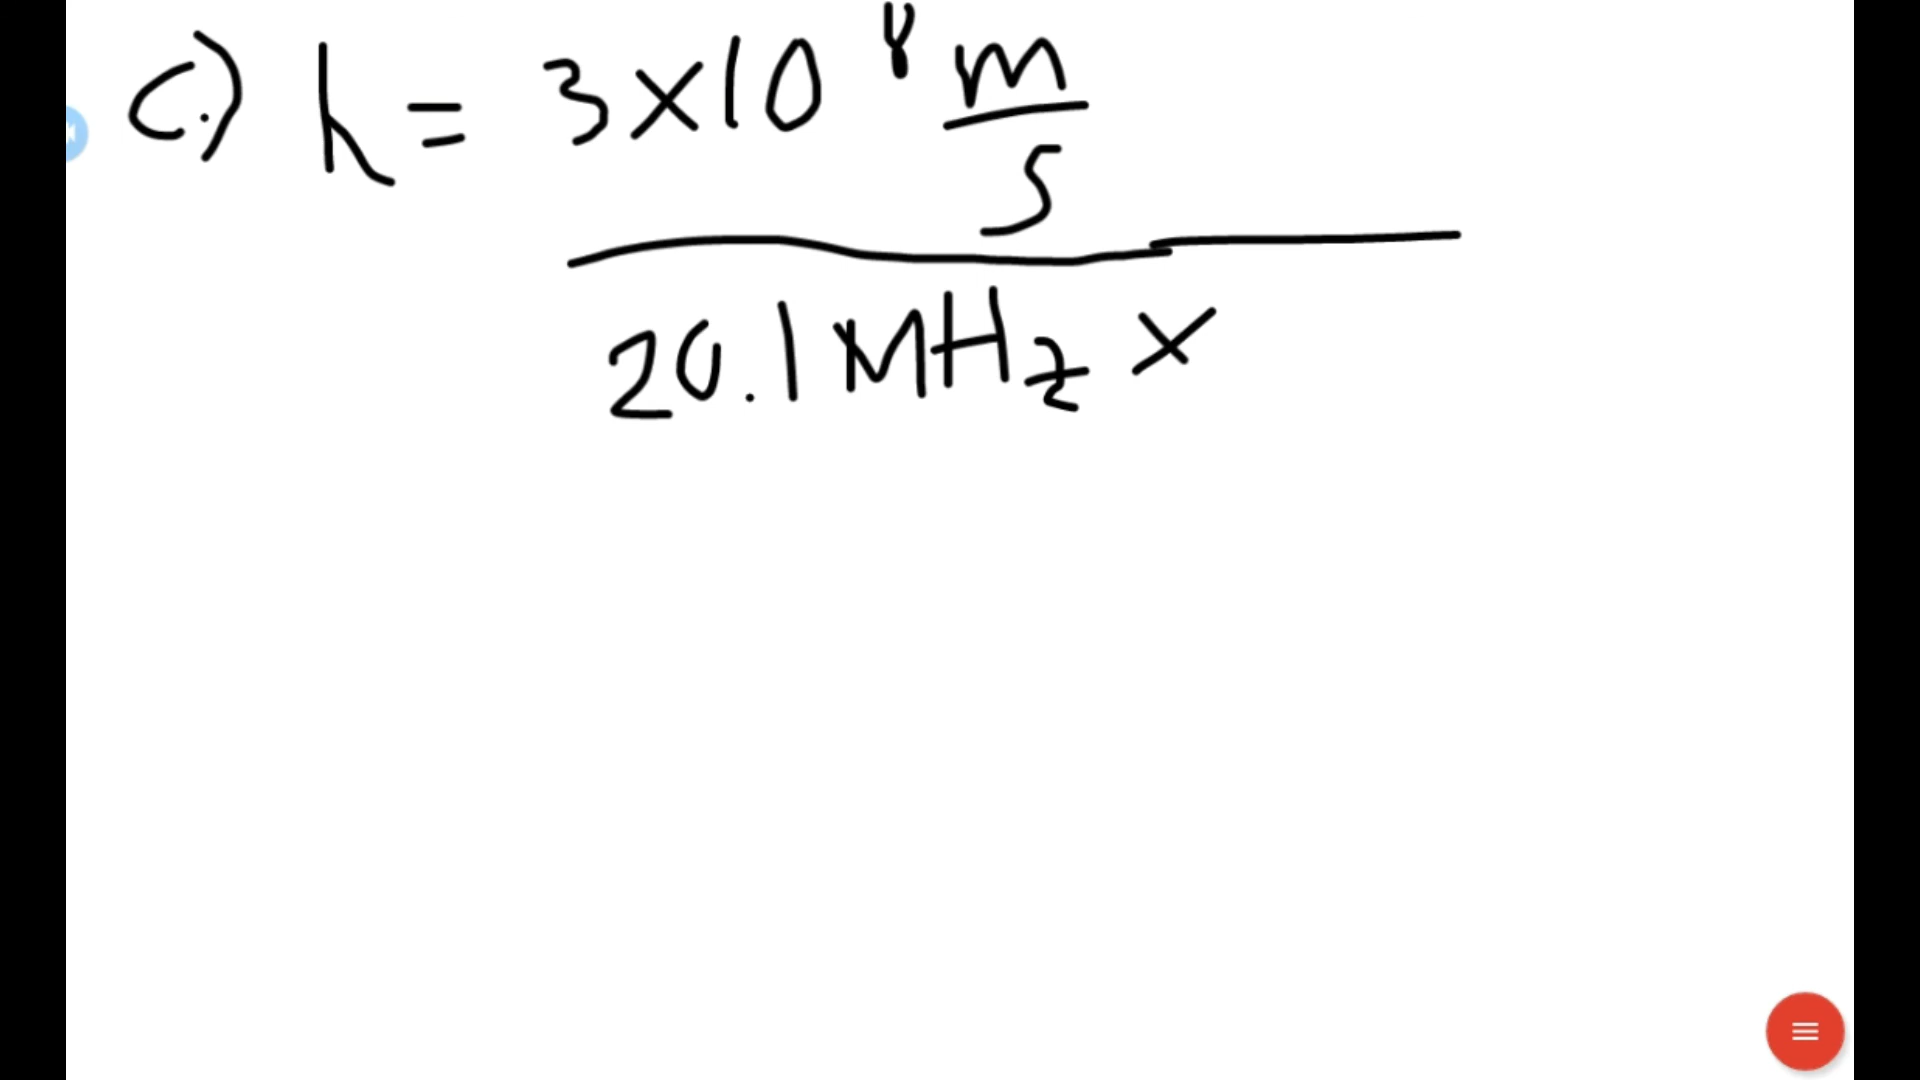 c.) λ = 3x10⁸ m
s
20.1 MHz x